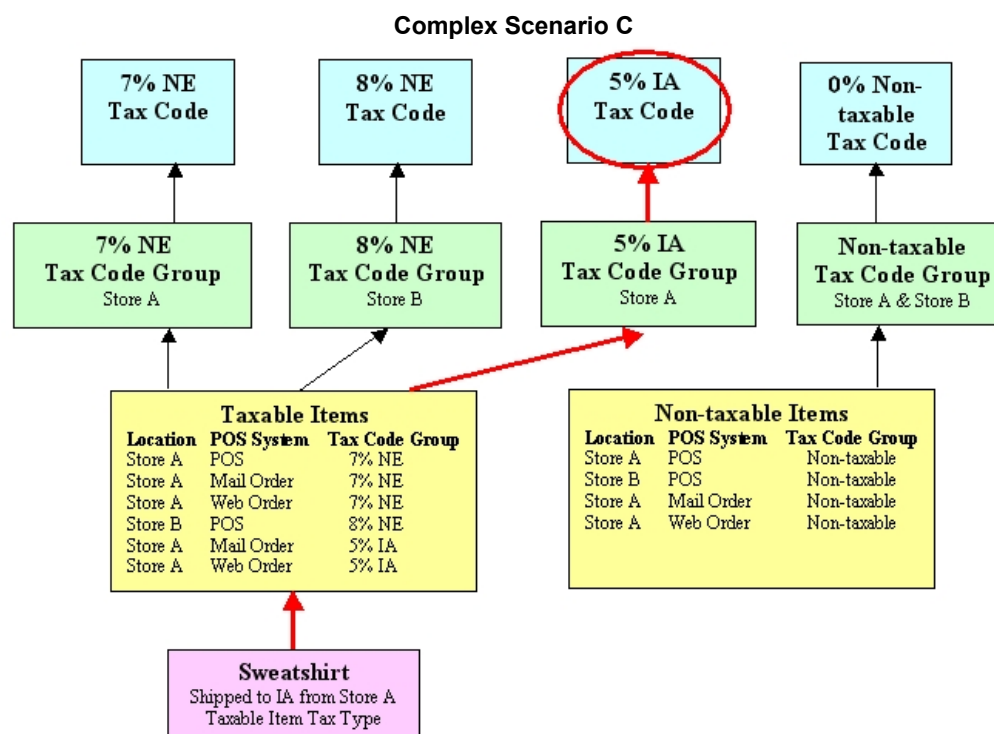 Complex Scenario C
7% NE
Tax Code
8% NE
Tax Code
5% IA
Tax Code
0% Non-
taxable
Tax Code
7% NE
Tax Code Group
Store A
8% NE
Tax Code Group
Store B
5% IA
Tax Code Group
Store A
Non-taxable
Tax Code Group
Store A & Store B
Taxable Items
Location POS System Tax Code Group
Store A POS 7% NE
Store A Mail Order 7% NE
Store A Web Order 7% NE
Store B POS 8% NE
Store A Mail Order 5% IA
Store A Web Order 5% IA
Non-taxable Items
Location POS System Tax Code Group
Store A POS Non-taxable
Store B POS Non-taxable
Store A Mail Order Non-taxable
Store A Web Order Non-taxable
Sweatshirt
Shipped to IA from Store A
Taxable Item Tax Type